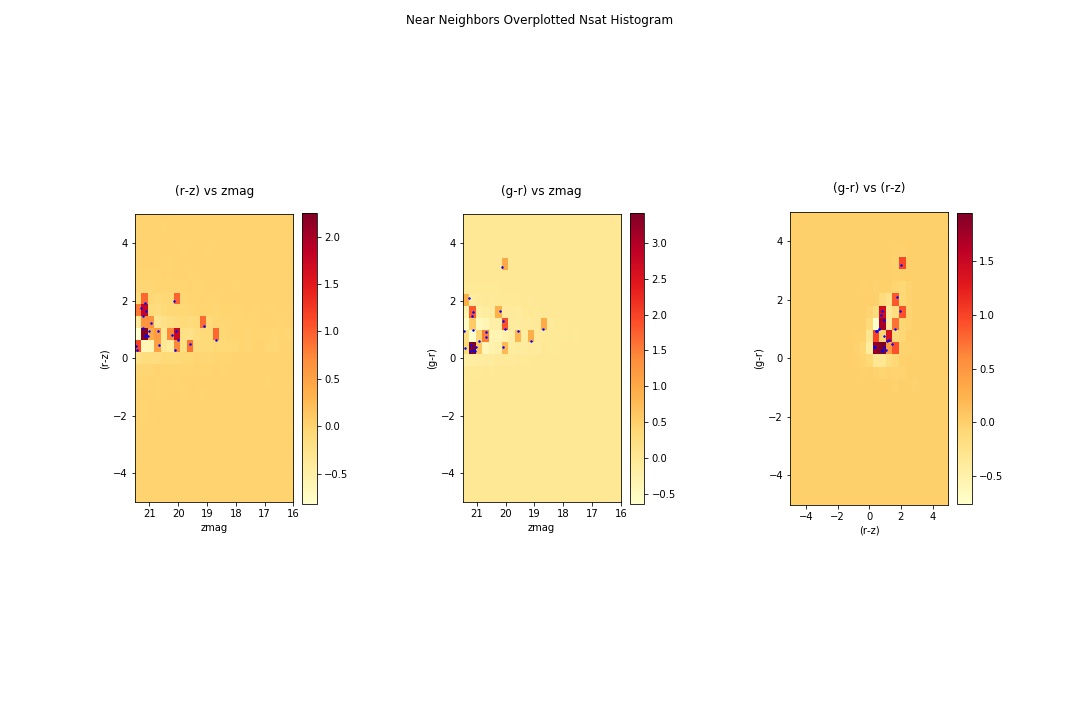 Near Neighbors Overplotted Nsat Histogram
(r-z) vs zmag
(g-r) vs zmag
(g-r) vs (r-z)
(r-z)
4
2
0
−2
−4
21 20 19 18 17 16
zmag
2.0
1.5
1.0
0.5
0.0
−0.5
(g-r)
4
2
0
−2
−4
21 20 19 18 17 16
zmag
3.0
2.5
2.0
1.5
1.0
0.5
0.0
−0.5
(g-r)
4
2
0
−2
−4
−4 −2 0 2 4
(r-z)
1.5
1.0
0.5
0.0
−0.5